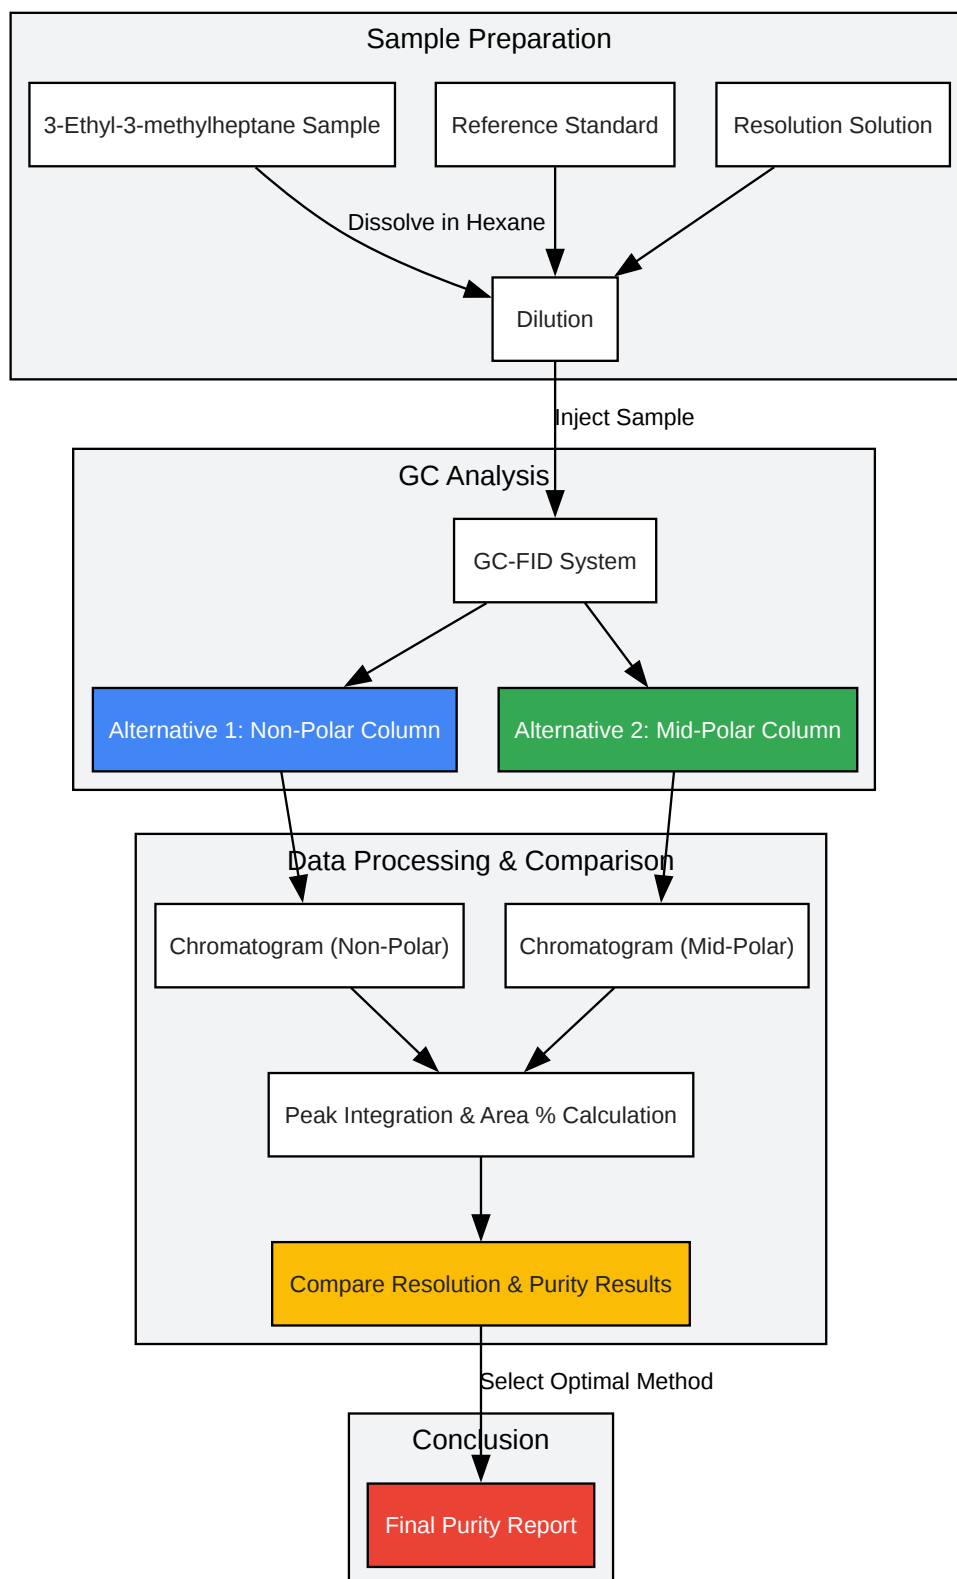 Sample Preparation
3-Ethyl-3-methylheptane Sample
Reference Standard
Resolution Solution
Dissolve in Hexane
Dilution
Inject Sample
GC Analysis
GC-FID System
Alternative 1: Non-Polar Column
Alternative 2: Mid-Polar Column
Data Processing & Comparison
Chromatogram (Non-Polar)
Chromatogram (Mid-Polar)
Peak Integration & Area % Calculation
Compare Resolution & Purity Results
Select Optimal Method
Conclusion
Final Purity Report